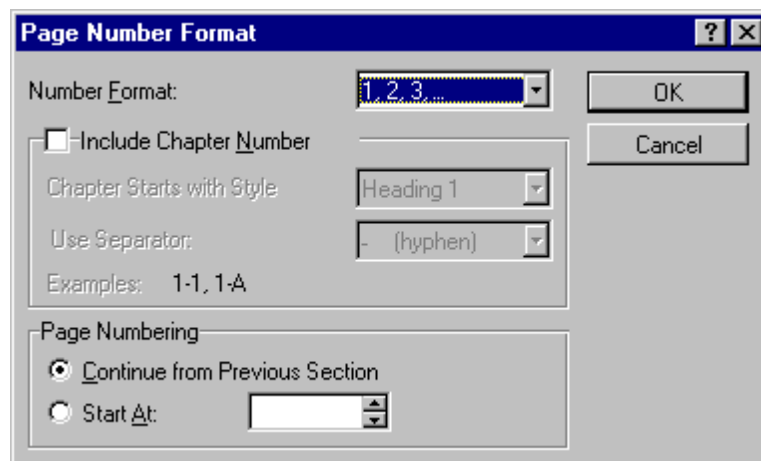 Page Number Format
Number Format: 1, 2, 3, ... OK
Include Chapter Number Cancel
Chapter Starts with Style Heading 1
Use Separator: - (hyphen)
Examples: 1-1, 1-A
Page Numbering
Continue from Previous Section
Start At: